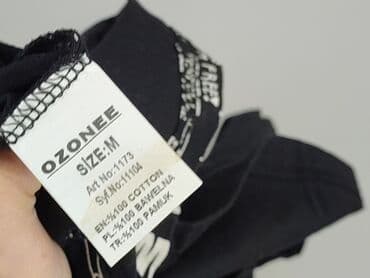 OZONEE
SIZE:M
Art No:1173
Syf.No:11104
EN:%100 COTTON
PL:%100 BAWELNA
TR:%100 PAMUK